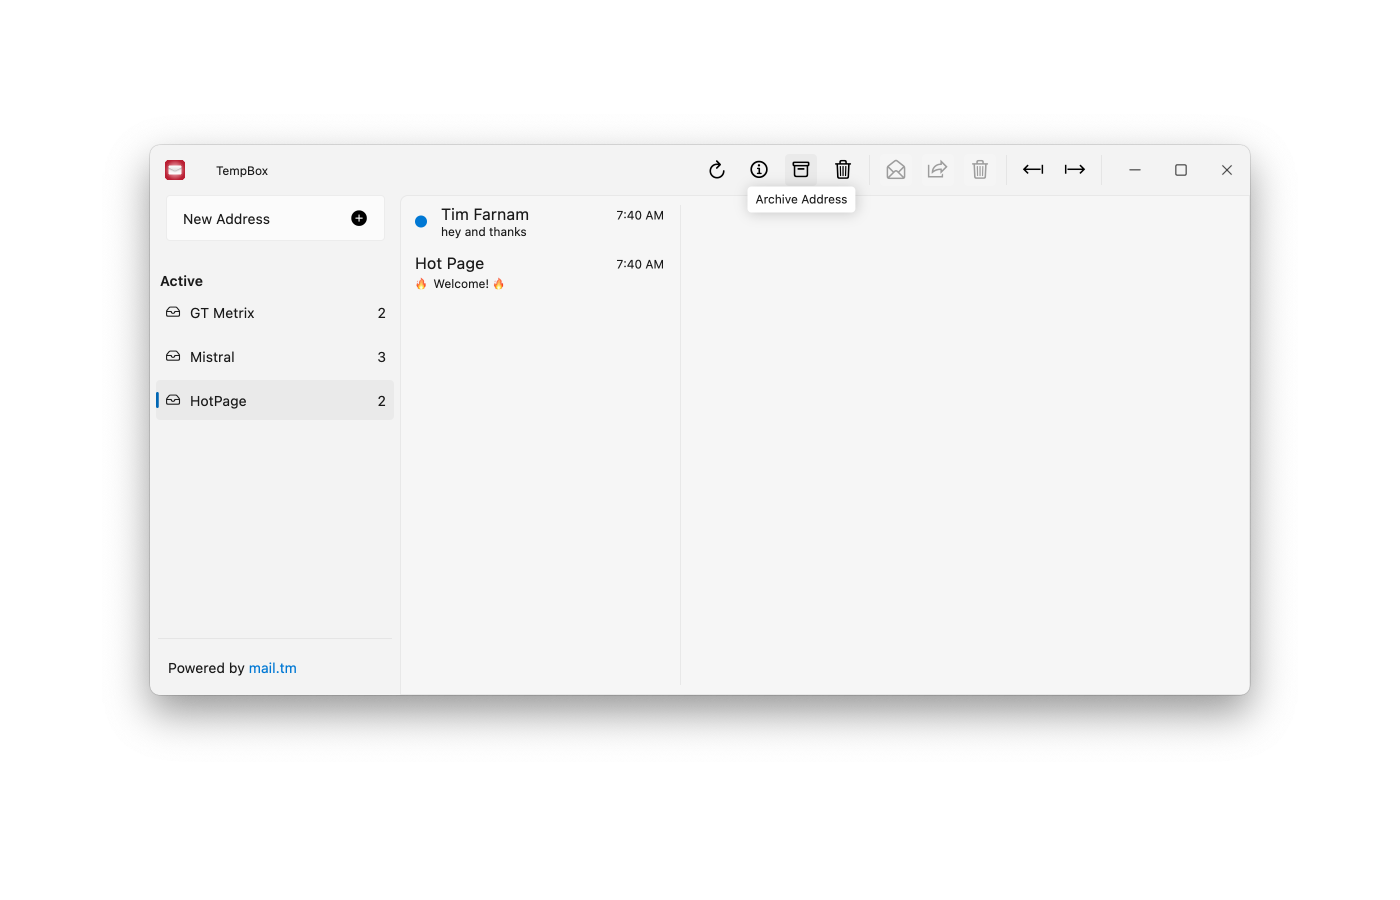 TempBox
Archive Address
New Address
Active
GT Metrix 2
Mistral 3
HotPage 2
Powered by mail.tm
Tim Farnam 7:40 AM
hey and thanks
Hot Page 7:40 AM
🔥 Welcome! 🔥